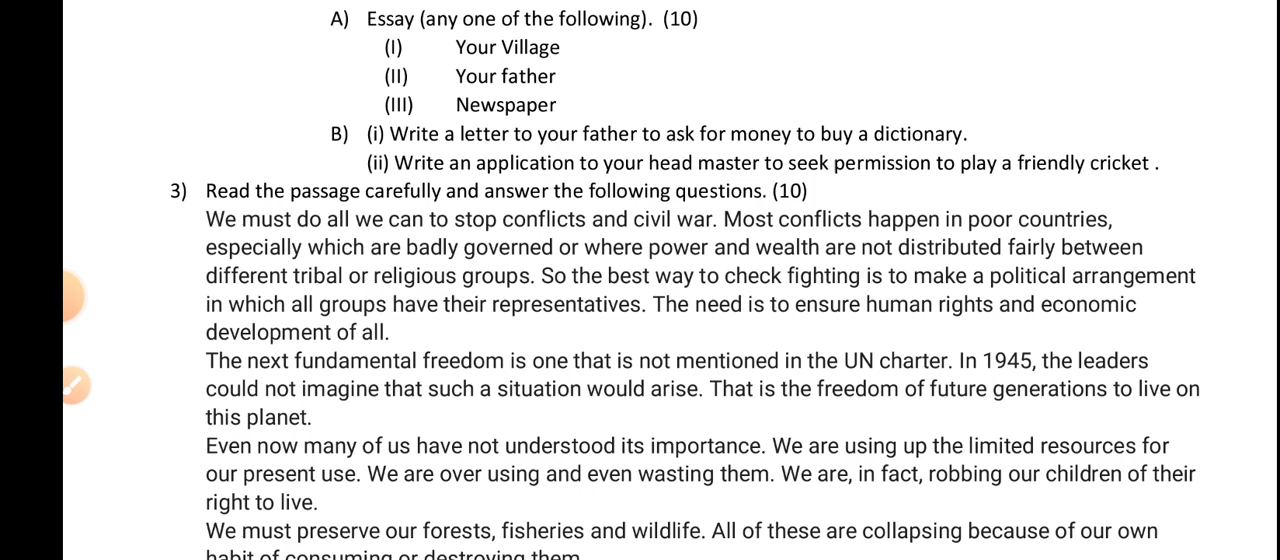 A) Essay (any one of the following). (10)
(I) Your Village
(II) Your father
(III) Newspaper
B) (i) Write a letter to your father to ask for money to buy a dictionary.
(ii) Write an application to your head master to seek permission to play a friendly cricket .
3) Read the passage carefully and answer the following questions. (10)
We must do all we can to stop conflicts and civil war. Most conflicts happen in poor countries,
especially which are badly governed or where power and wealth are not distributed fairly between
different tribal or religious groups. So the best way to check fighting is to make a political arrangement
in which all groups have their representatives. The need is to ensure human rights and economic
development of all.
The next fundamental freedom is one that is not mentioned in the UN charter. In 1945, the leaders
could not imagine that such a situation would arise. That is the freedom of future generations to live on
this planet.
Even now many of us have not understood its importance. We are using up the limited resources for
our present use. We are over using and even wasting them. We are, in fact, robbing our children of their
right to live.
We must preserve our forests, fisheries and wildlife. All of these are collapsing because of our own
habit of consuming or destroying them